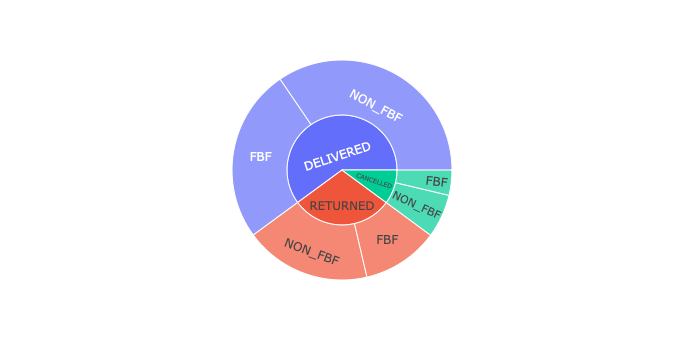 NON_FBF
FBF
DELIVERED
CANCELLED
FBF
NON_FBF
RETURNED
FBF
NON_FBF